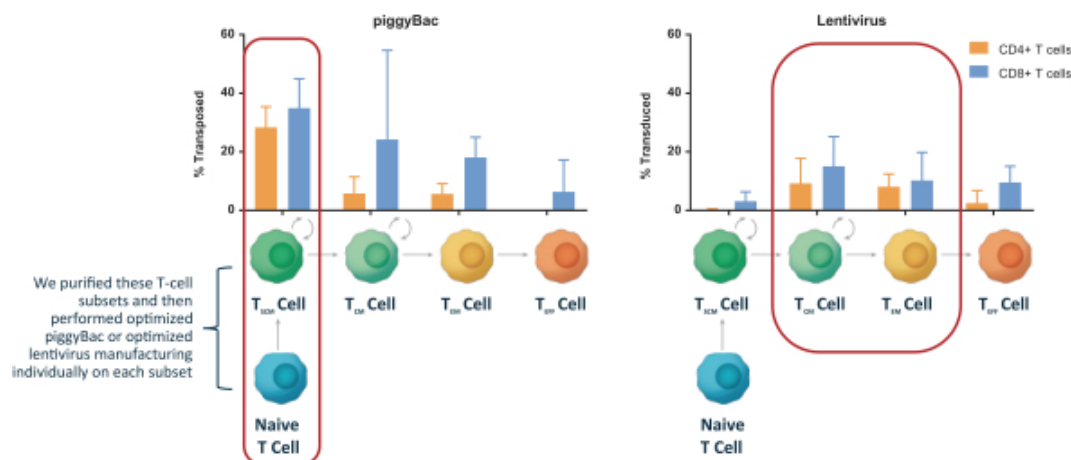 piggyBac
60
40
20
0
% Transposed
Lentivirus
60
40
20
0
% Transduced
CD4+ T cells
CD8+ T cells
TSCM Cell
TCM Cell
TEM Cell
TEFF Cell
TSCM Cell
TCM Cell
TEM Cell
TEFF Cell
We purified these T-cell
subsets and then
performed optimized
piggyBac or optimized
lentivirus manufacturing
individually on each subset
Naive
T Cell
Naive
T Cell